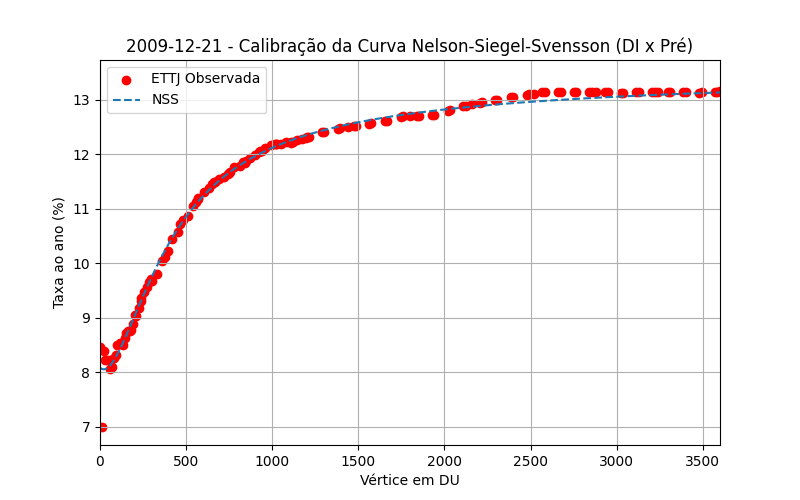 2009-12-21 - Calibração da Curva Nelson-Siegel-Svensson (DI x Pré)
ETTJ Observada
NSS
Taxa ao ano (%)
13
12
11
10
9
8
7
0 500 1000 1500 2000 2500 3000 3500
Vértice em DU